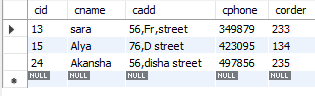 cid cname cadd cphone corder
13 sara 56,Fr,street 349879 233
15 Alya 76,D street 423095 134
24 Akansha 56,disha street 497856 235
NULL NULL NULL NULL NULL